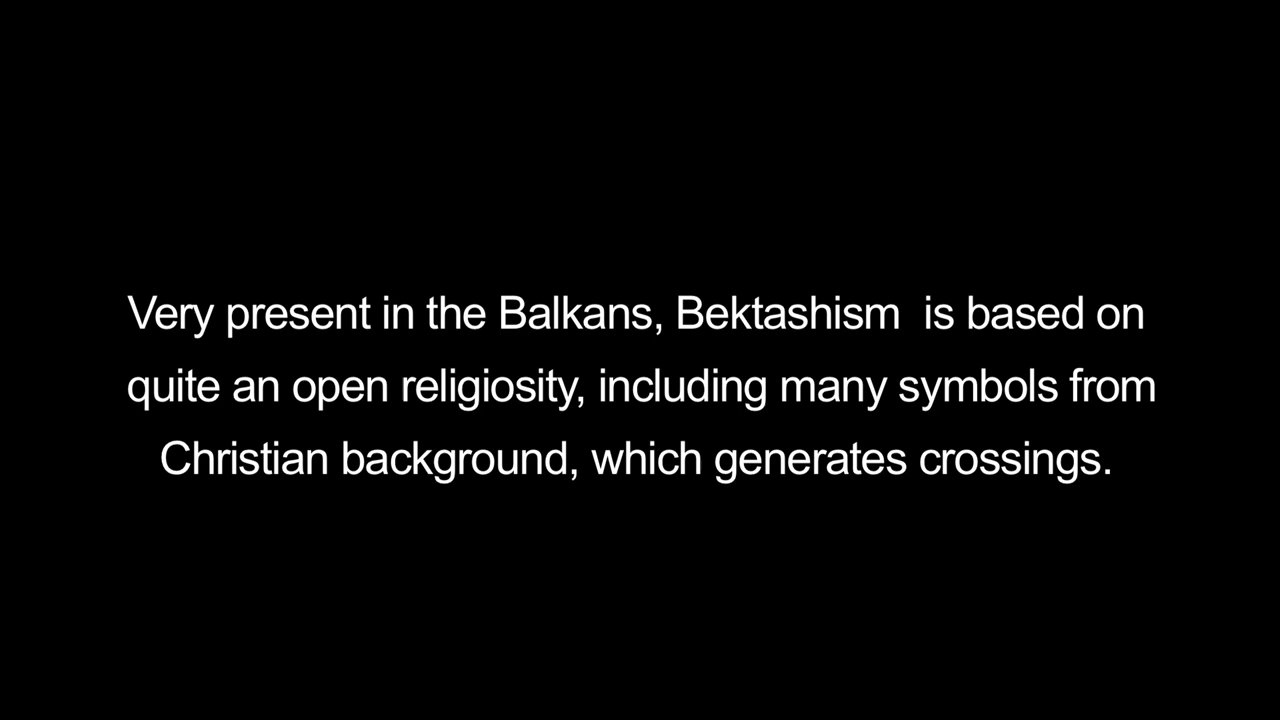 Very present in the Balkans, Bektashism  is based on
quite an open religiosity, including many symbols from
Christian background, which generates crossings.